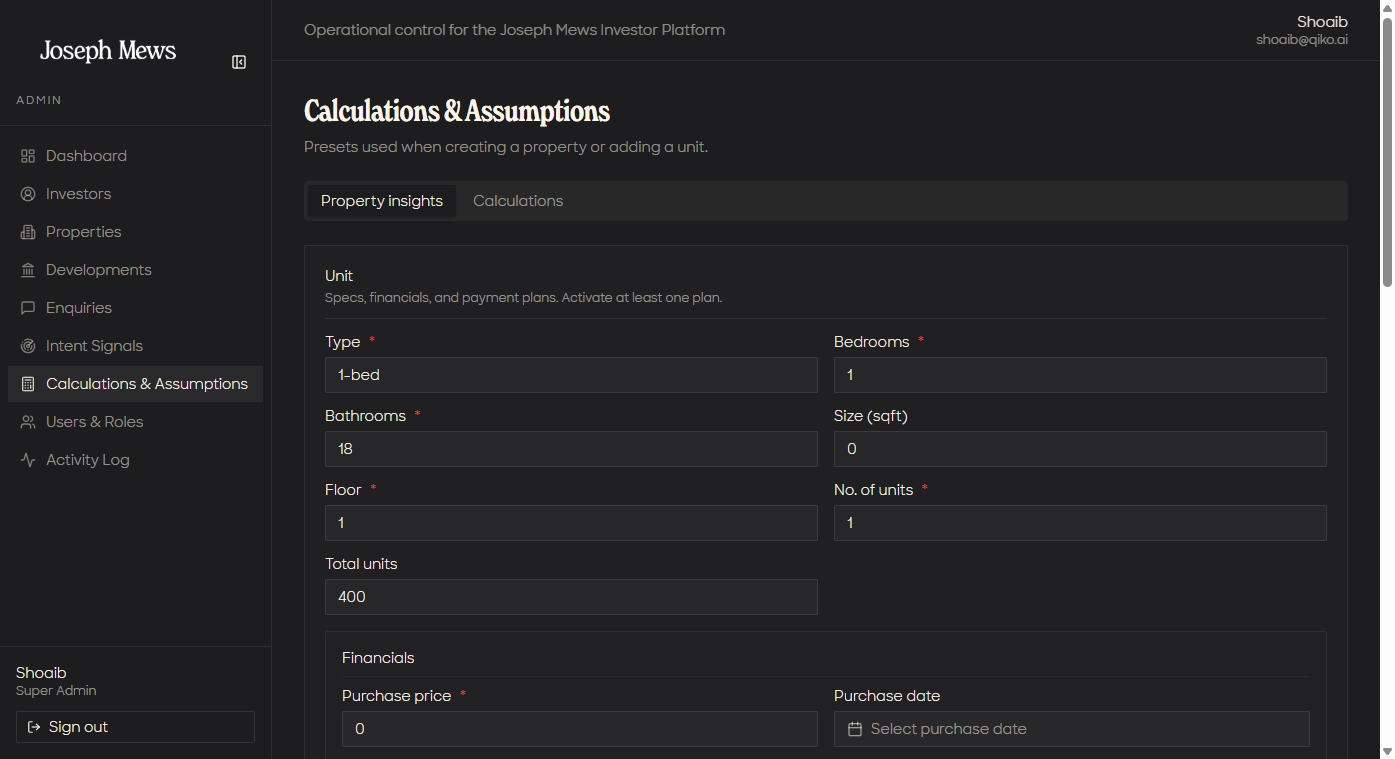 Joseph Mews
ADMIN
Dashboard
Investors
Properties
Developments
Enquiries
Intent Signals
Calculations & Assumptions
Users & Roles
Activity Log
Shoaib
Super Admin
Sign out
Operational control for the Joseph Mews Investor Platform
Shoaib
shoaib@qiko.ai
Calculations & Assumptions
Presets used when creating a property or adding a unit.
Property insights Calculations
Unit
Specs, financials, and payment plans. Activate at least one plan.
Type * Bedrooms *
1-bed 1
Bathrooms * Size (sqft)
18 0
Floor * No. of units *
1 1
Total units
400
Financials
Purchase price * Purchase date
0 Select purchase date